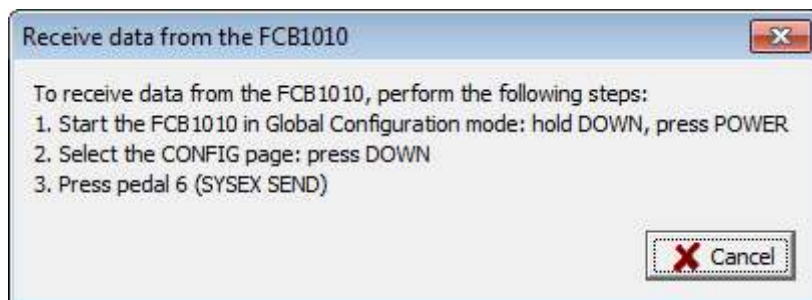 Receive data from the FCB1010
To receive data from the FCB1010, perform the following steps:
1. Start the FCB1010 in Global Configuration mode: hold DOWN, press POWER
2. Select the CONFIG page: press DOWN
3. Press pedal 6 (SYSEX SEND)
Cancel